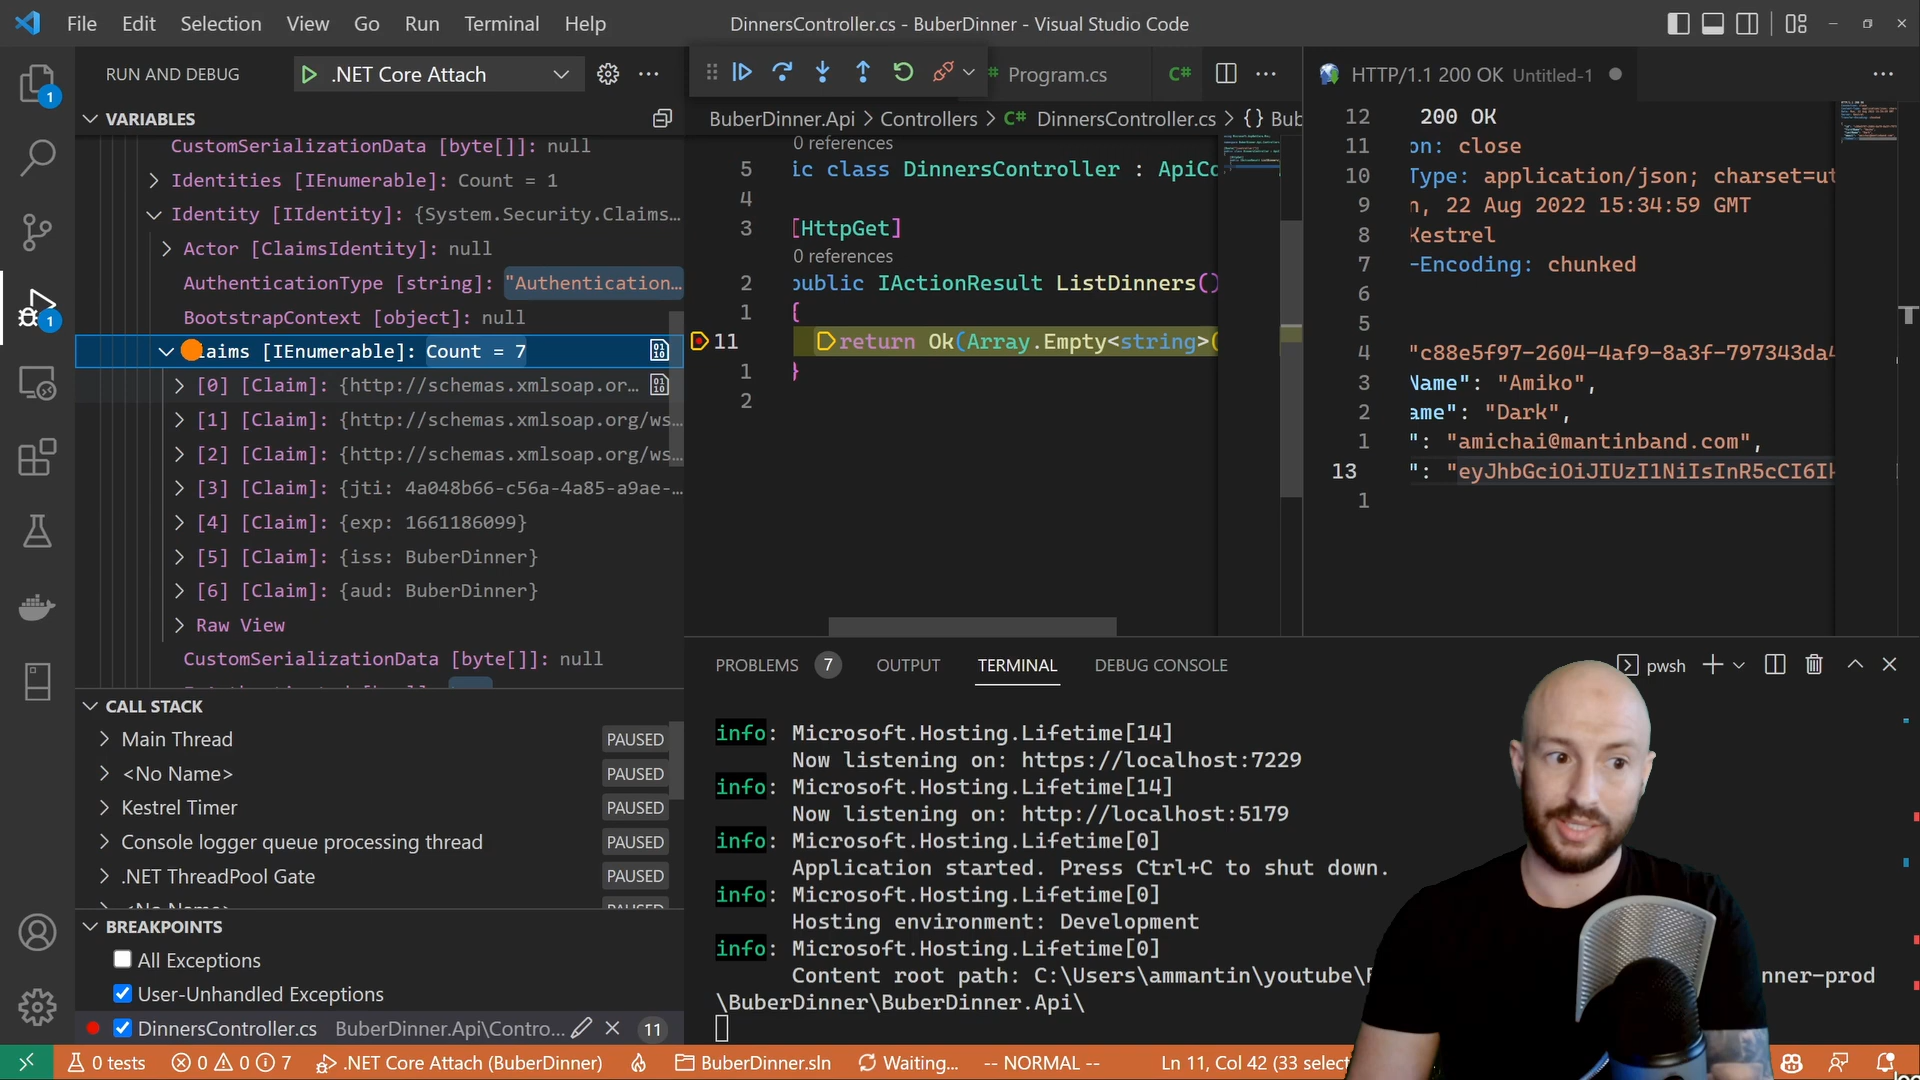 File Edit Selection View Go Run Terminal Help
DinnersController.cs - BuberDinner - Visual Studio Code
RUN AND DEBUG
.NET Core Attach
VARIABLES
CustomSerializationData [byte[]]: null
Identities [IEnumerable]: Count = 1
Identity [IIdentity]: {System.Security.Claims…
Actor [ClaimsIdentity]: null
AuthenticationType [string]: "Authentication…
BootstrapContext [object]: null
laims [IEnumerable]: Count = 7
[0] [Claim]: {http://schemas.xmlsoap.or…
[1] [Claim]: {http://schemas.xmlsoap.org/ws…
[2] [Claim]: {http://schemas.xmlsoap.org/ws…
[3] [Claim]: {jti: 4a048b66-c56a-4a85-a9ae-…
[4] [Claim]: {exp: 1661186099}
[5] [Claim]: {iss: BuberDinner}
[6] [Claim]: {aud: BuberDinner}
Raw View
CustomSerializationData [byte[]]: null
CALL STACK
Main Thread PAUSED
<No Name> PAUSED
Kestrel Timer PAUSED
Console logger queue processing thread PAUSED
.NET ThreadPool Gate PAUSED
<No Name> PAUSED
BREAKPOINTS
All Exceptions
User-Unhandled Exceptions
DinnersController.cs BuberDinner.Api\Contro… 11
Program.cs
C#
BuberDinner.Api > Controllers > C# DinnersController.cs > {} Bub
0 references
5 ic class DinnersController : ApiCo
4
3 [HttpGet]
0 references
2 public IActionResult ListDinners()
1 {
11 return Ok(Array.Empty<string>(
1 }
2
HTTP/1.1 200 OK Untitled-1
12 200 OK
11 on: close
10 Type: application/json; charset=ut
9 n, 22 Aug 2022 15:34:59 GMT
8 Kestrel
7 -Encoding: chunked
6
5
4 "c88e5f97-2604-4af9-8a3f-797343da4
3 Name": "Amiko",
2 ame": "Dark",
1 ": "amichai@mantinband.com",
13 ": "eyJhbGciOiJIUzI1NiIsInR5cCI6Ik
1
PROBLEMS 7 OUTPUT TERMINAL DEBUG CONSOLE
pwsh
info: Microsoft.Hosting.Lifetime[14]
Now listening on: https://localhost:7229
info: Microsoft.Hosting.Lifetime[14]
Now listening on: http://localhost:5179
info: Microsoft.Hosting.Lifetime[0]
Application started. Press Ctrl+C to shut down.
info: Microsoft.Hosting.Lifetime[0]
Hosting environment: Development
info: Microsoft.Hosting.Lifetime[0]
Content root path: C:\Users\ammantin\youtube\ nner-prod
\BuberDinner\BuberDinner.Api\
0 tests 0 0 7 .NET Core Attach (BuberDinner) BuberDinner.sln Waiting... -- NORMAL -- Ln 11, Col 42 (33 select